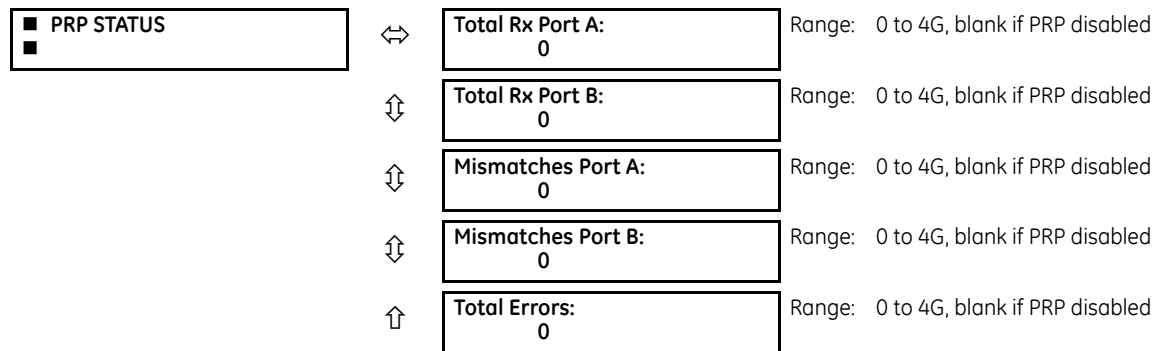 ■ PRP STATUS
■
Total Rx Port A:
0
Range: 0 to 4G, blank if PRP disabled
Total Rx Port B:
0
Range: 0 to 4G, blank if PRP disabled
Mismatches Port A:
0
Range: 0 to 4G, blank if PRP disabled
Mismatches Port B:
0
Range: 0 to 4G, blank if PRP disabled
Total Errors:
0
Range: 0 to 4G, blank if PRP disabled